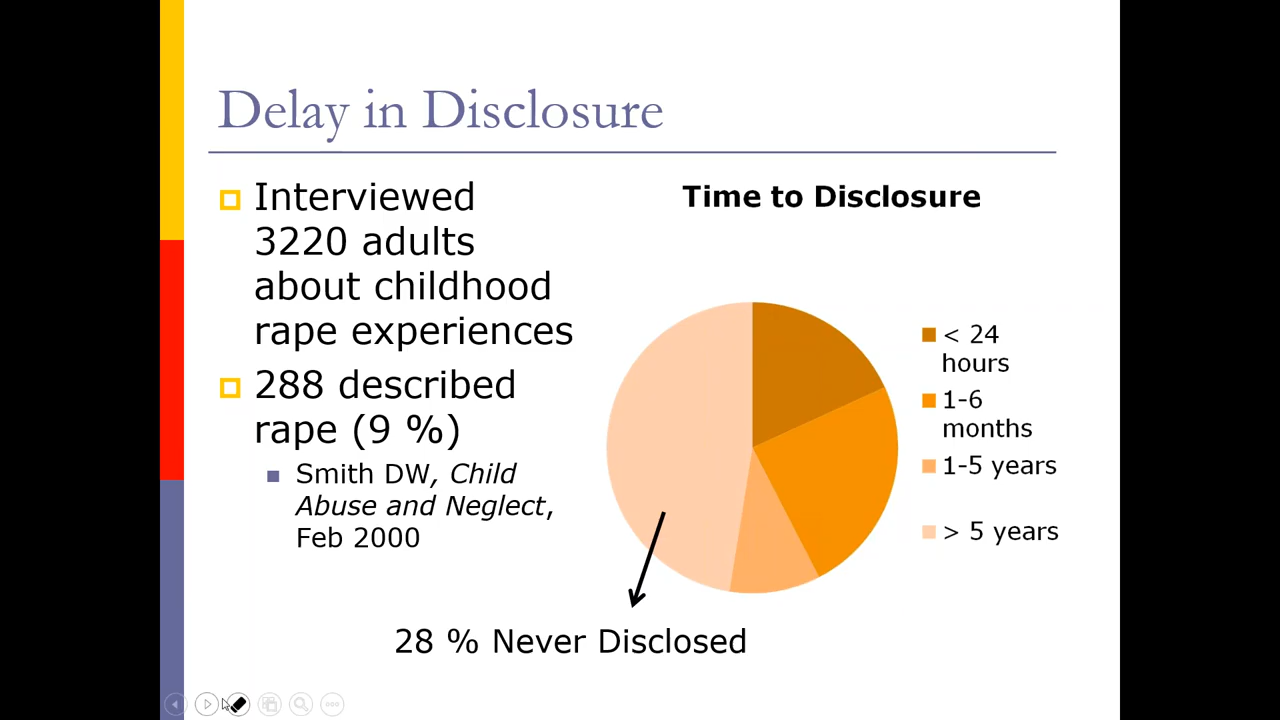 Delay in Disclosure
Interviewed
3220 adults
about childhood
rape experiences
288 described
rape (9 %)
Smith DW, Child
Abuse and Neglect,
Feb 2000
Time to Disclosure
< 24
hours
1-6
months
1-5 years
> 5 years
28 % Never Disclosed